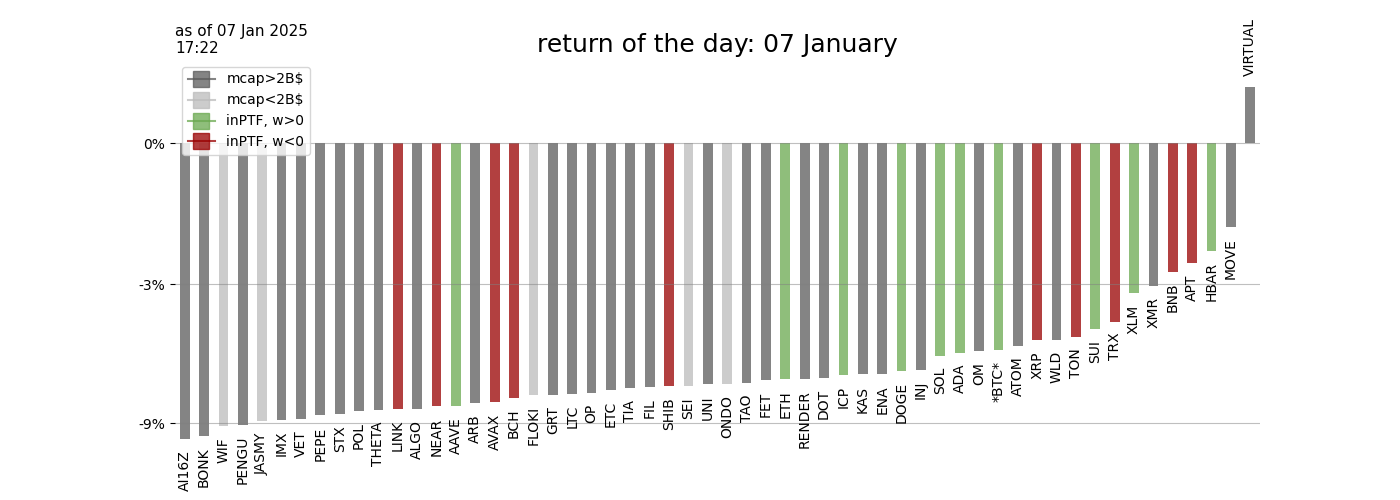 as of 07 Jan 2025
17:22
return of the day: 07 January
mcap>2B$
mcap<2B$
inPTF, w>0
inPTF, w<0
0%
-3%
-9%
AI16Z
BONK
WIF
PENGU
JASMY
IMX
VET
PEPE
STX
POL
THETA
LINK
ALGO
NEAR
AAVE
ARB
AVAX
BCH
FLOKI
GRT
LTC
OP
ETC
TIA
FIL
SHIB
SEI
UNI
ONDO
TAO
FET
ETH
RENDER
DOT
ICP
KAS
ENA
DOGE
INJ
SOL
ADA
OM
*BTC*
ATOM
XRP
WLD
TON
SUI
TRX
XLM
XMR
BNB
APT
HBAR
MOVE
VIRTUAL